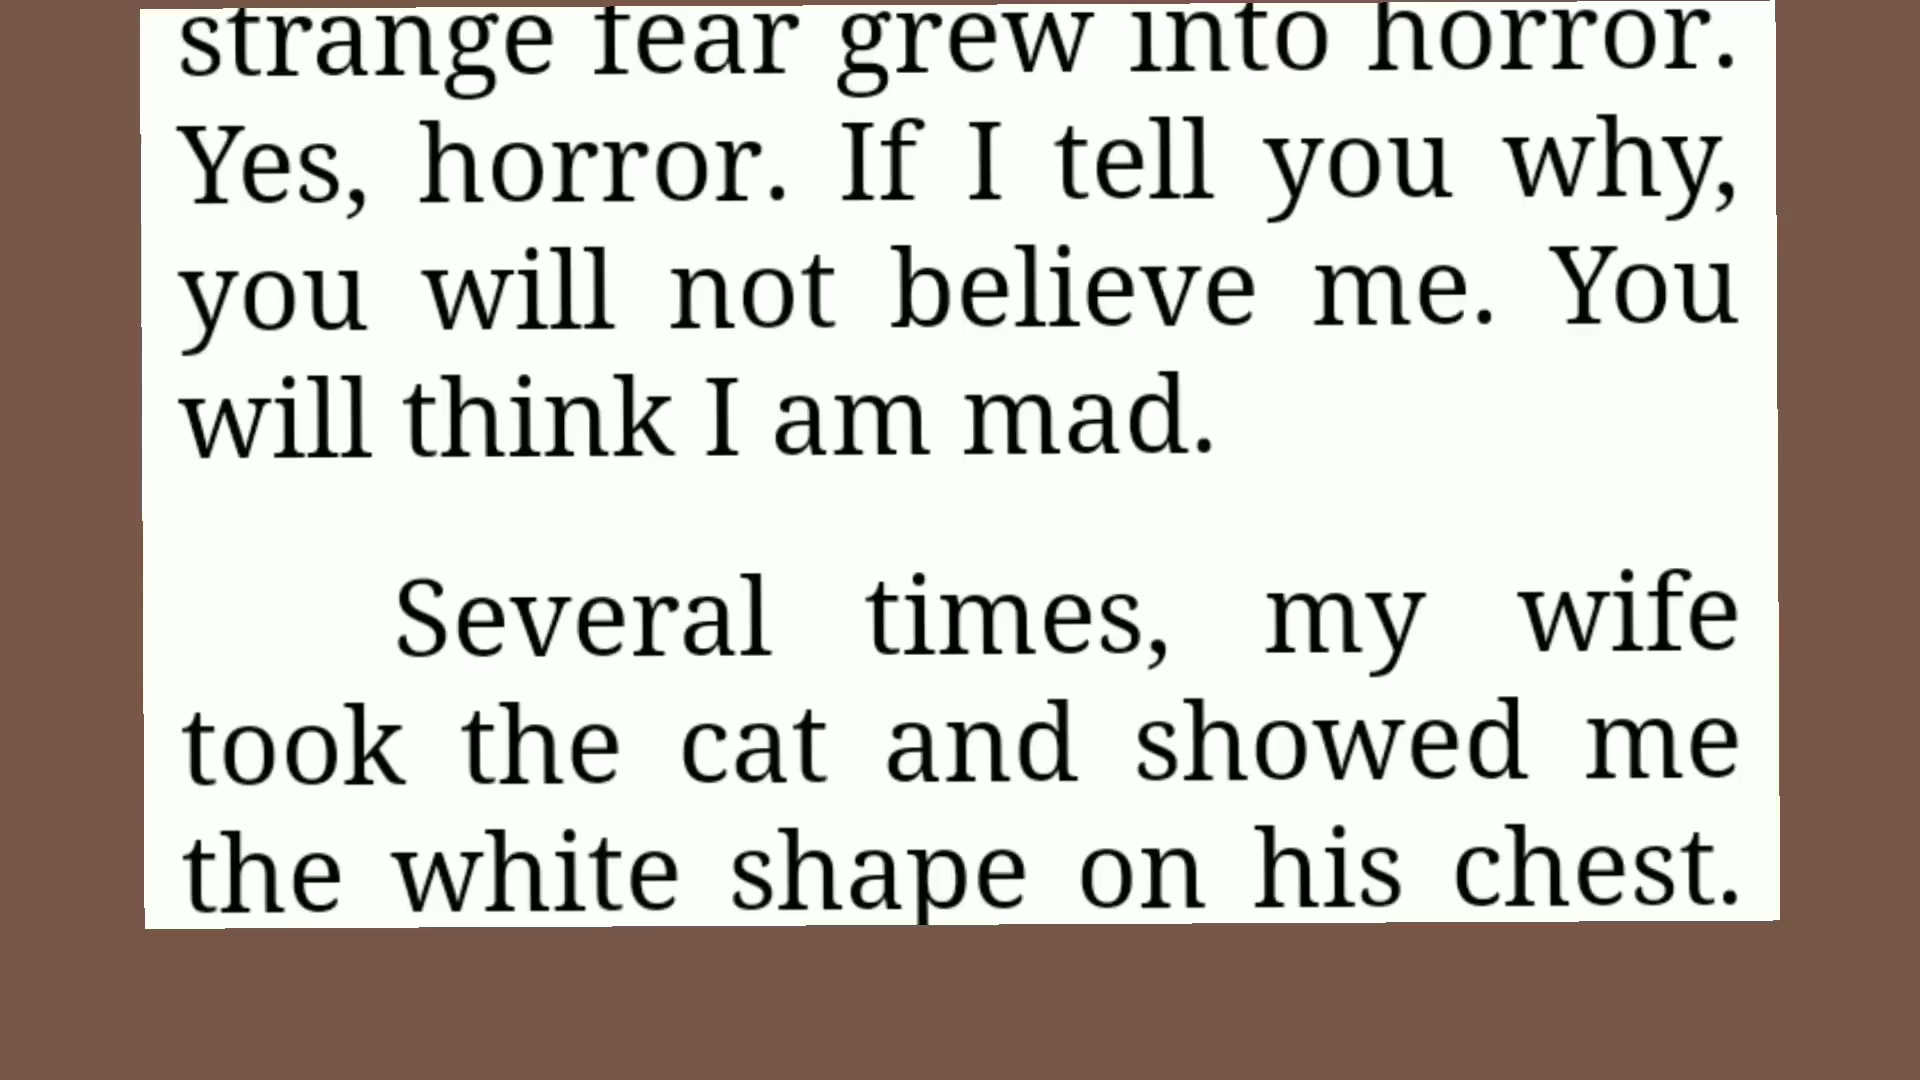 strange fear grew into horror.
Yes, horror. If I tell you why,
you will not believe me. You
will think I am mad.
Several times, my wife
took the cat and showed me
the white shape on his chest.